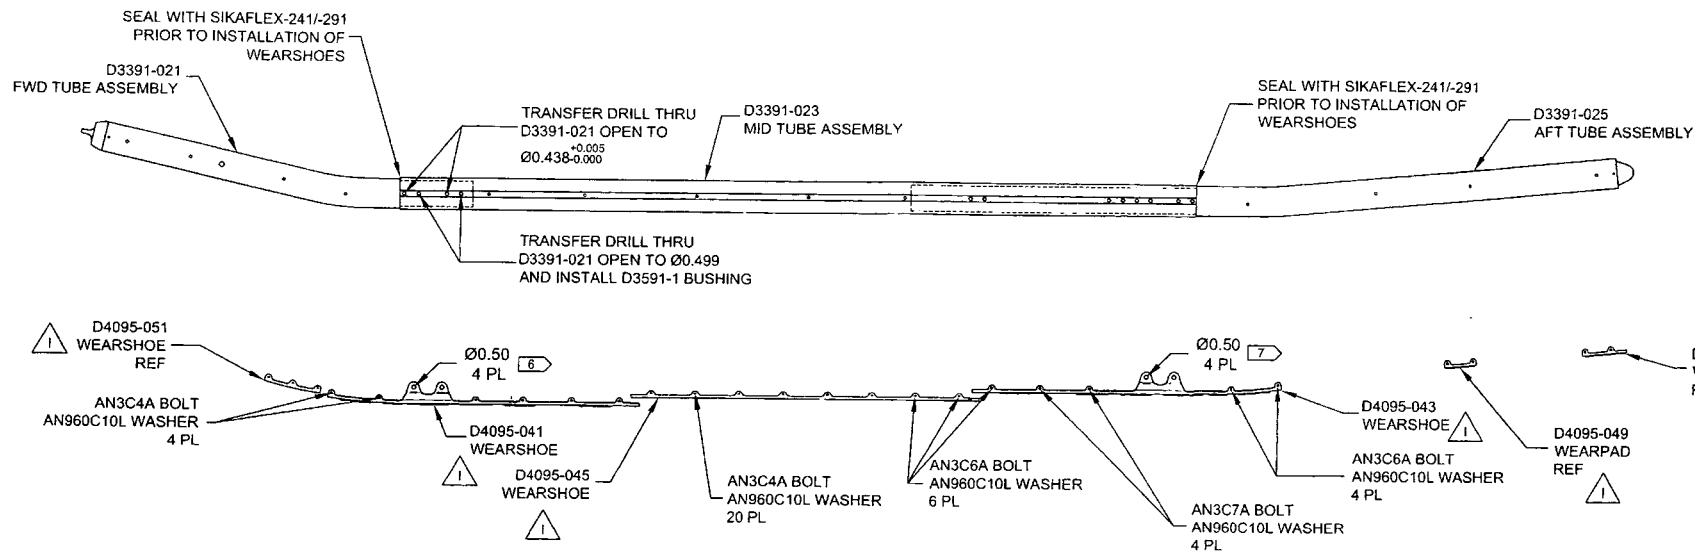 SEAL WITH SIKAFLEX-241/-291
PRIOR TO INSTALLATION OF
WEARSHOES
D3391-021
FWD TUBE ASSEMBLY
TRANSFER DRILL THRU
D3391-021 OPEN TO
Ø0.438+0.005
-0.000
D3391-023
MID TUBE ASSEMBLY
SEAL WITH SIKAFLEX-241/-291
PRIOR TO INSTALLATION OF
WEARSHOES
D3391-025
AFT TUBE ASSEMBLY
TRANSFER DRILL THRU
D3391-021 OPEN TO Ø0.499
AND INSTALL D3591-1 BUSHING
D4095-051
WEARSHOE
REF
Ø0.50
4 PL
6
AN3C4A BOLT
AN960C10L WASHER
4 PL
D4095-041
WEARSHOE
D4095-045
WEARSHOE
AN3C4A BOLT
AN960C10L WASHER
20 PL
AN3C6A BOLT
AN960C10L WASHER
6 PL
Ø0.50
4 PL
7
AN3C7A BOLT
AN960C10L WASHER
4 PL
AN3C6A BOLT
AN960C10L WASHER
4 PL
D4095-043
WEARSHOE
D4095-049
WEARPAD
REF